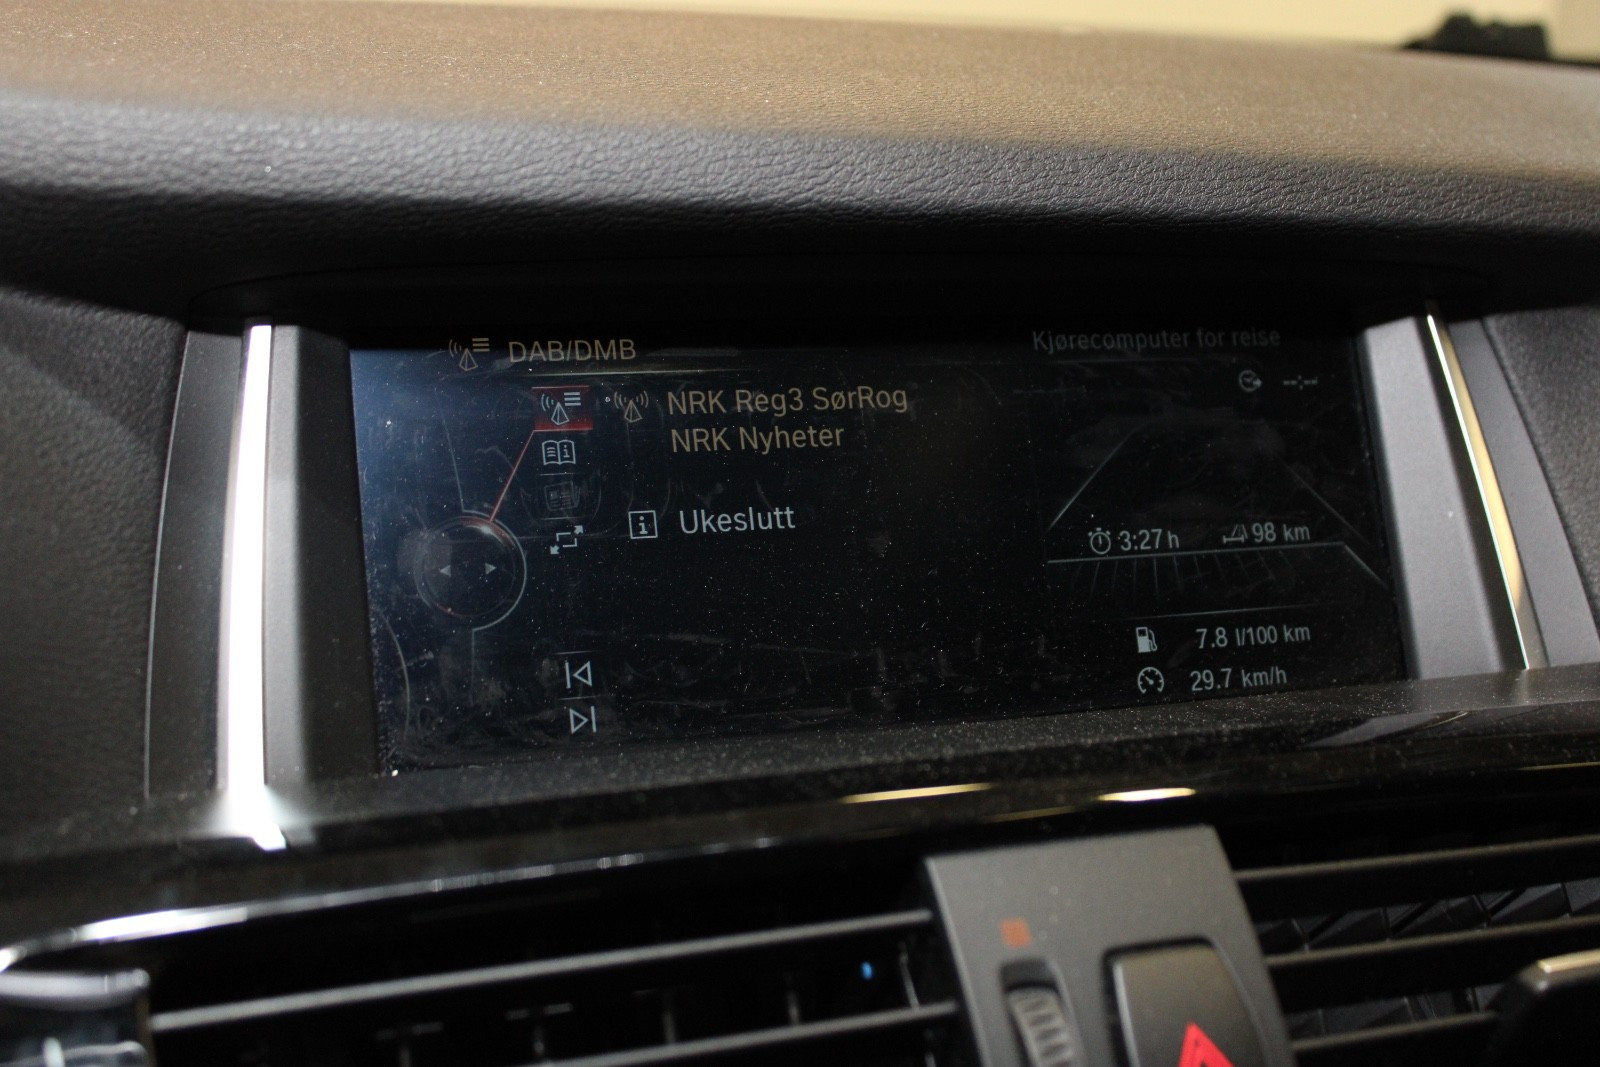 DAB/DMB
Kjørecomputer for reise
--:--
NRK Reg3 SørRog
NRK Nyheter
Ukeslutt
3:27 h
98 km
7.8 l/100 km
29.7 km/h